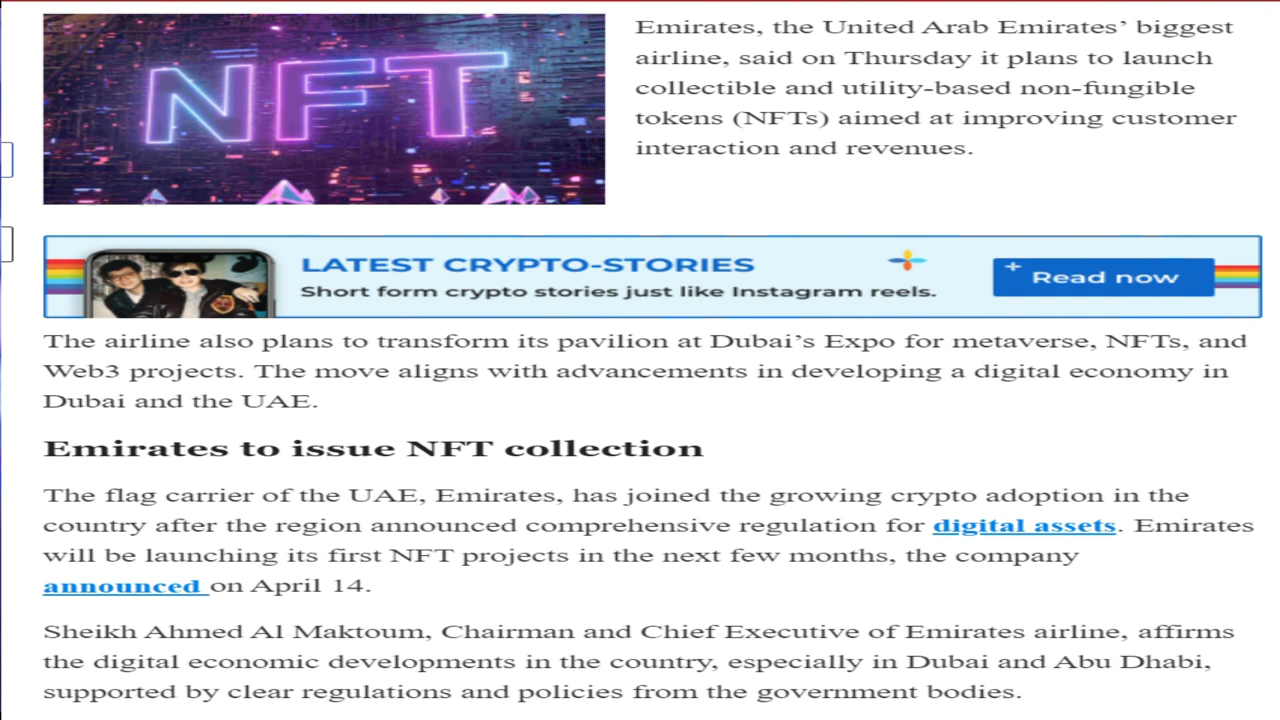 NFT
Emirates, the United Arab Emirates’ biggest
airline, said on Thursday it plans to launch
collectible and utility-based non-fungible
tokens (NFTs) aimed at improving customer
interaction and revenues.
LATEST CRYPTO-STORIES
Short form crypto stories just like Instagram reels.
Read now
The airline also plans to transform its pavilion at Dubai’s Expo for metaverse, NFTs, and
Web3 projects. The move aligns with advancements in developing a digital economy in
Dubai and the UAE.
Emirates to issue NFT collection
The flag carrier of the UAE, Emirates, has joined the growing crypto adoption in the
country after the region announced comprehensive regulation for digital assets. Emirates
will be launching its first NFT projects in the next few months, the company
announced on April 14.
Sheikh Ahmed Al Maktoum, Chairman and Chief Executive of Emirates airline, affirms
the digital economic developments in the country, especially in Dubai and Abu Dhabi,
supported by clear regulations and policies from the government bodies.